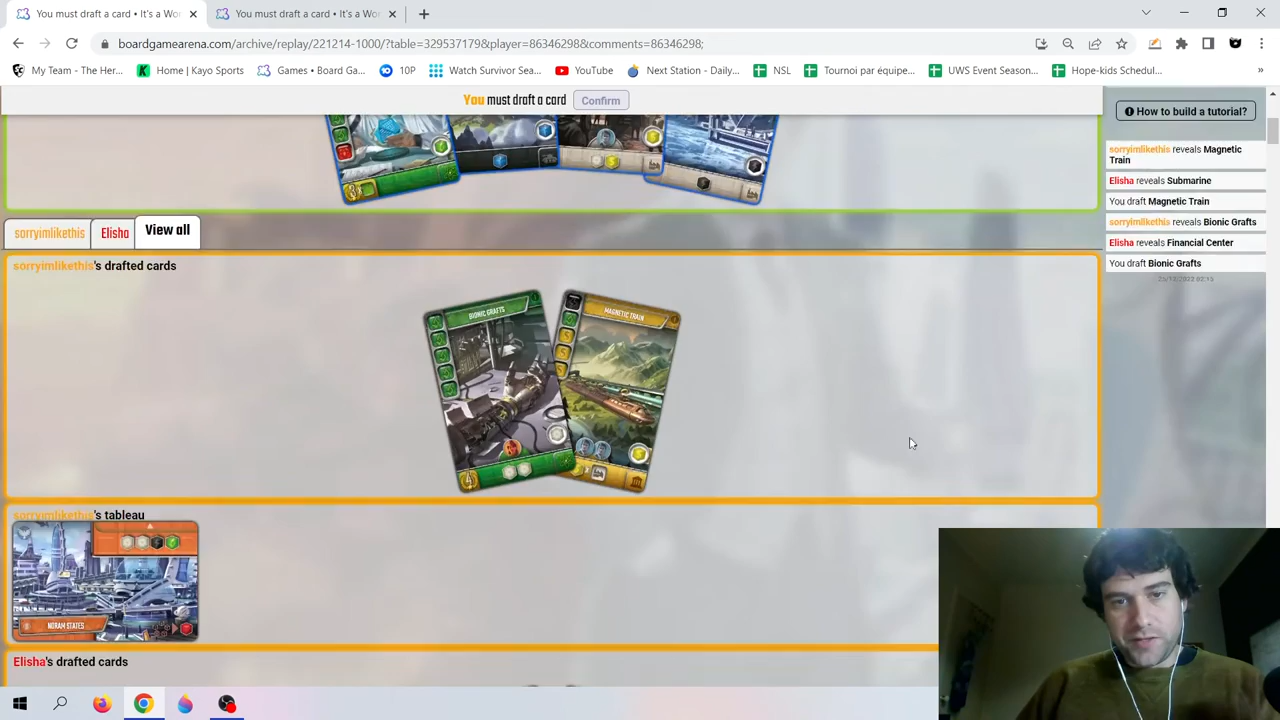 You must draft a card • It's a Wo
You must draft a card • It's a Wo
boardgamearena.com/archive/replay/221214-1000/?table=329537179&player=86346298&comments=86346298;
My Team - The Her...
Home | Kayo Sports
Games • Board Ga...
10P
Watch Survivor Sea...
YouTube
Next Station - Daily...
NSL
Tournoi par équipe...
UWS Event Season...
Hope-kids Schedul...
You must draft a card
Confirm
How to build a tutorial?
sorryimlikethis reveals Magnetic
Train
Elisha reveals Submarine
You draft Magnetic Train
sorryimlikethis reveals Bionic Grafts
Elisha reveals Financial Center
You draft Bionic Grafts
sorryimlikethis
Elisha
View all
sorryimlikethis's drafted cards
BIONIC GRAFTS
MAGNETIC TRAIN
sorryimlikethis's tableau
NORAM STATES
Elisha's drafted cards